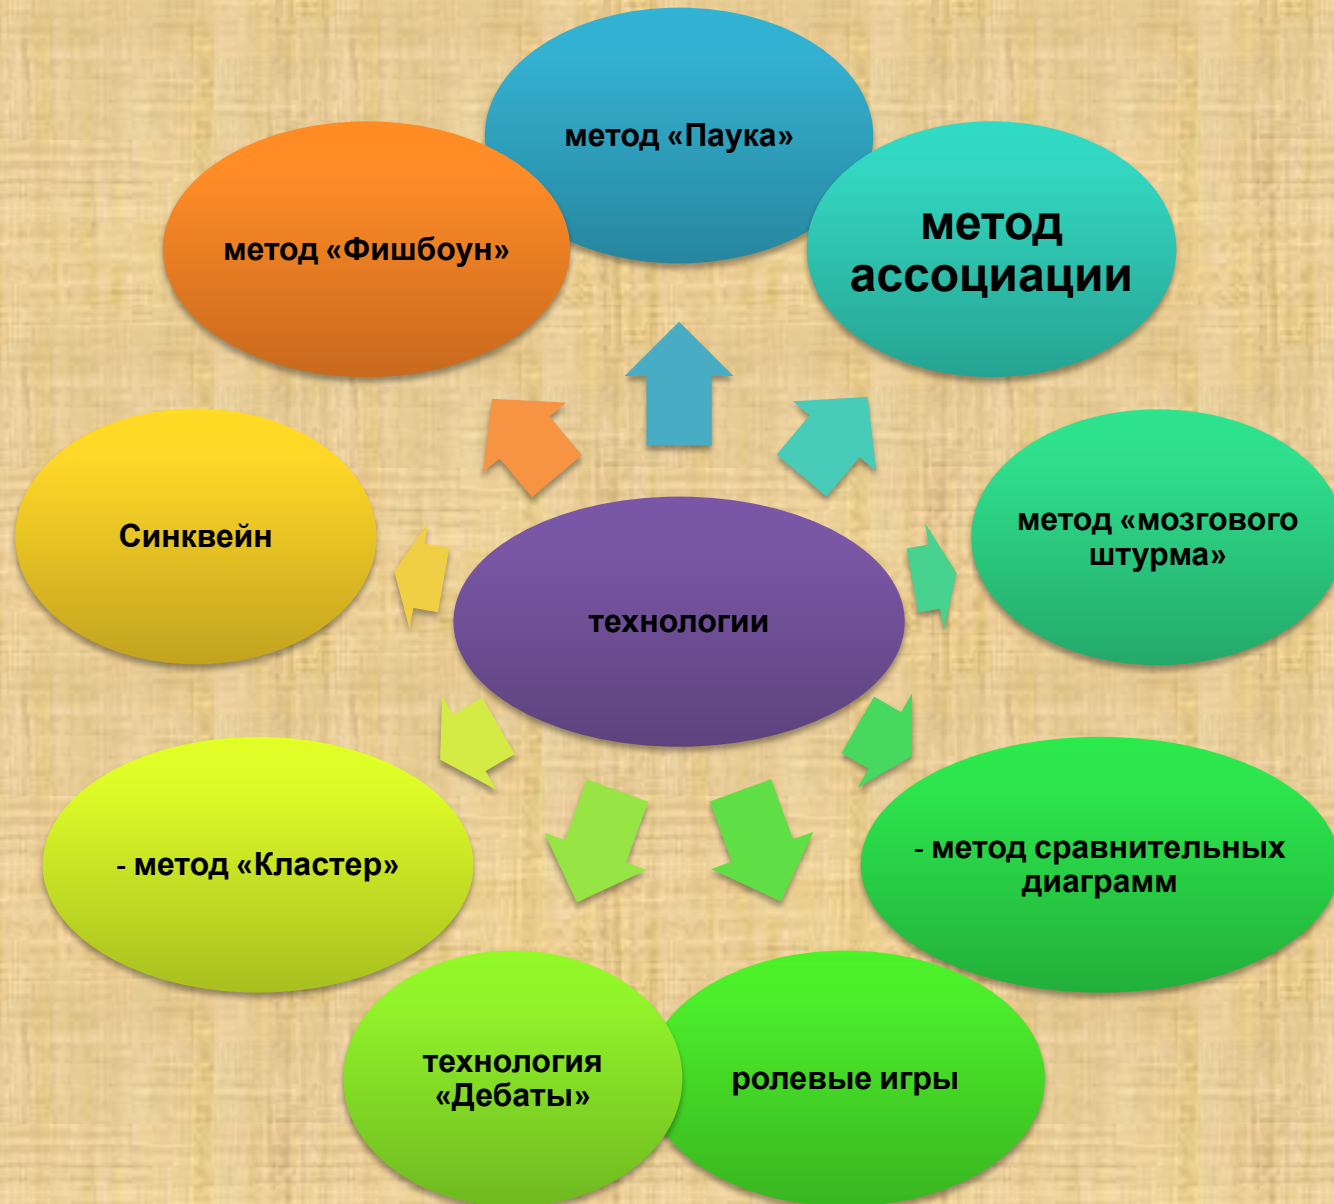 метод «Паука»
метод
ассоциации
метод «Фишбоун»
метод «мозгового
штурма»
Синквейн
технологии
- метод сравнительных
диаграмм
- метод «Кластер»
технология
«Дебаты»
ролевые игры